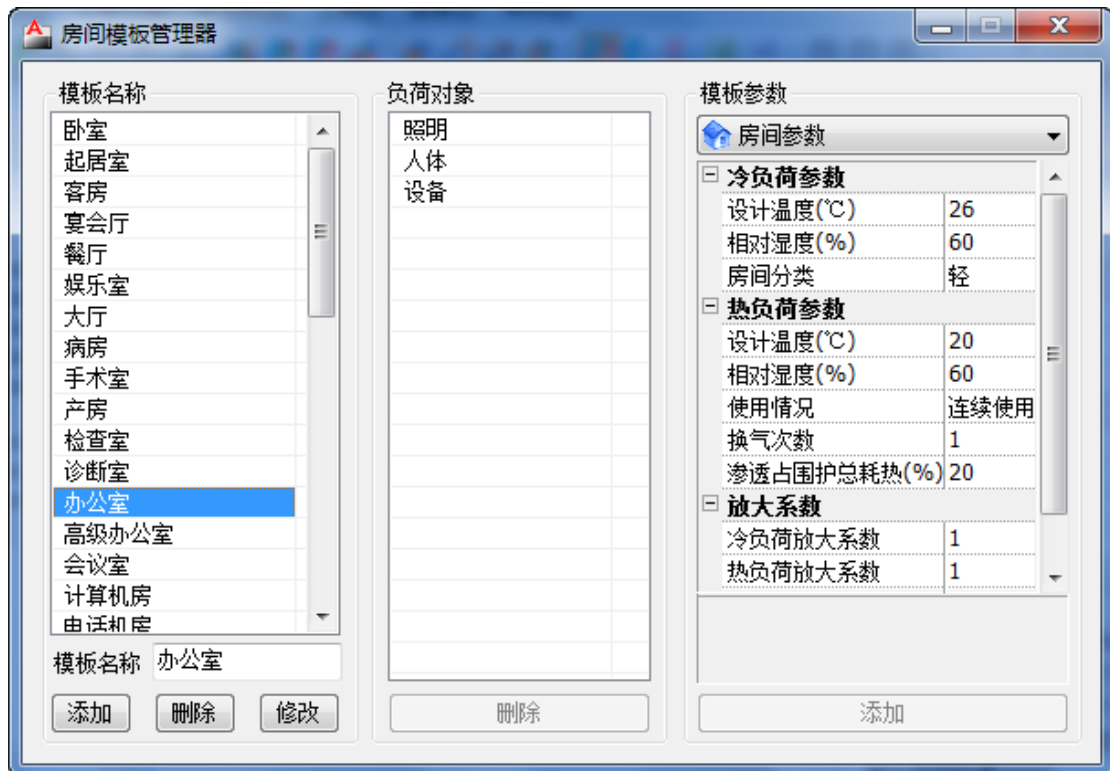 房间模板管理器
模板名称
卧室
起居室
客房
宴会厅
餐厅
娱乐室
大厅
病房
手术室
产房
检查室
诊断室
办公室
高级办公室
会议室
计算机房
电话机房
模板名称 办公室
添加 删除 修改
负荷对象
照明
人体
设备
删除
模板参数
房间参数
冷负荷参数
设计温度(℃) 26
相对湿度(%) 60
房间分类 轻
热负荷参数
设计温度(℃) 20
相对湿度(%) 60
使用情况 连续使用
换气次数 1
渗透占围护总耗热(%) 20
放大系数
冷负荷放大系数 1
热负荷放大系数 1
添加